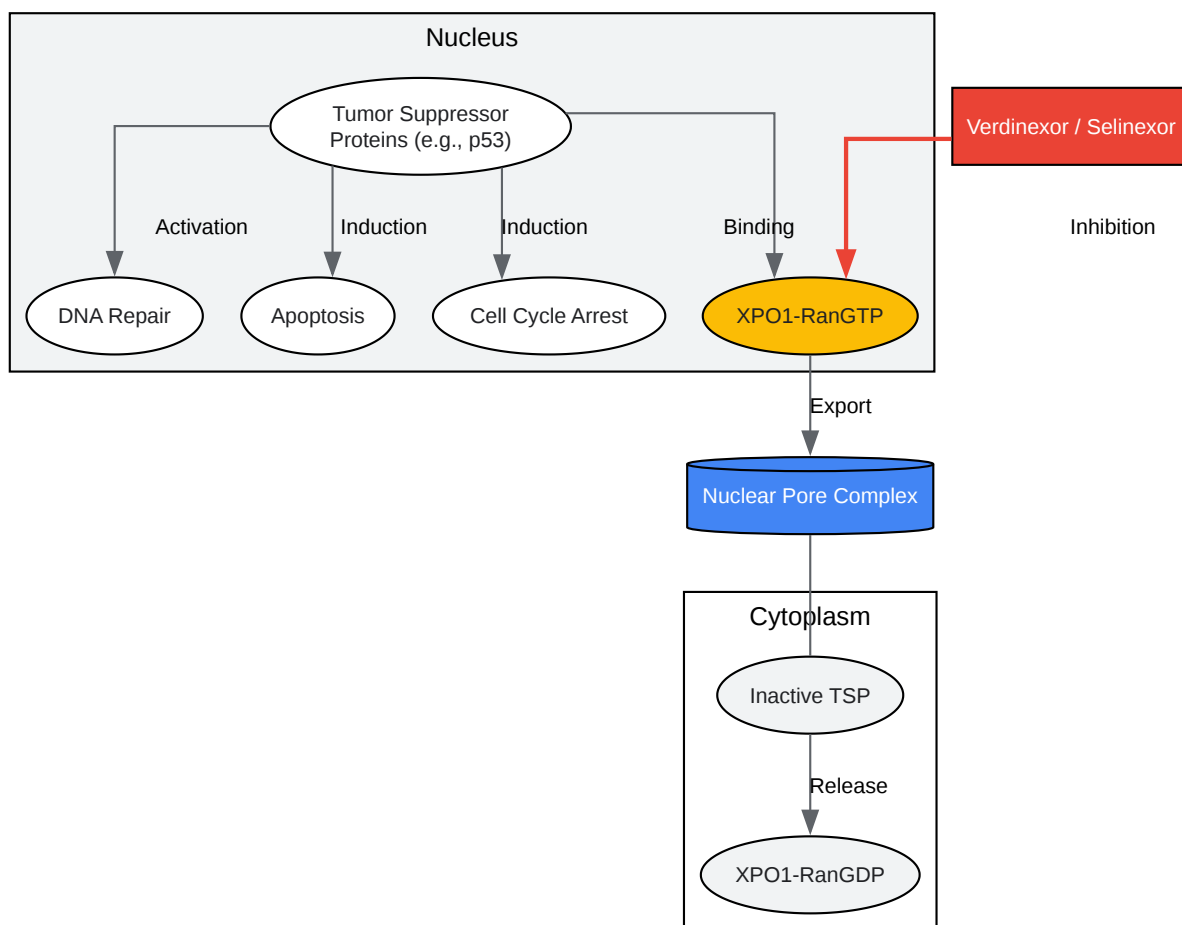 Nucleus
Tumor Suppressor
Proteins (e.g., p53)
Verdinexor / Selinexor
Activation
Induction
Induction
Binding
Inhibition
DNA Repair
Apoptosis
Cell Cycle Arrest
XPO1-RanGTP
Export
Nuclear Pore Complex
Cytoplasm
Inactive TSP
Release
XPO1-RanGDP